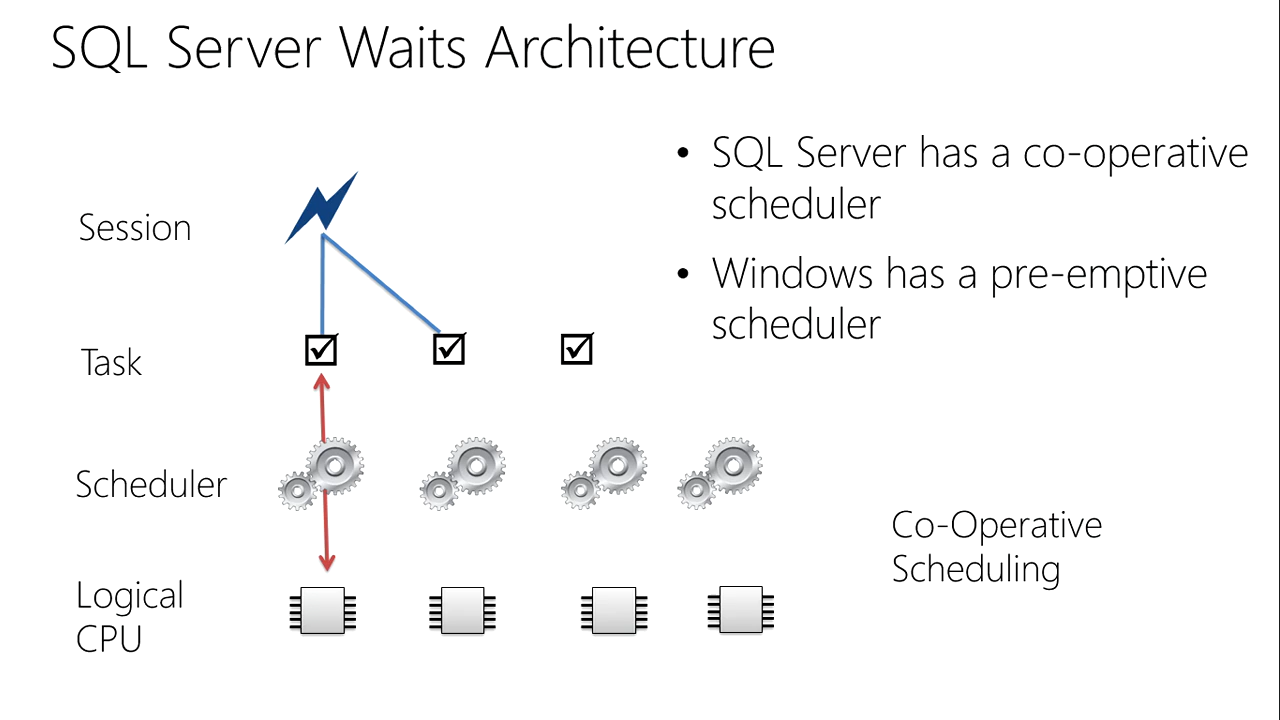 SQL Server Waits Architecture
• SQL Server has a co-operative
scheduler
• Windows has a pre-emptive
scheduler
Session
Task
Scheduler
Co-Operative
Scheduling
Logical
CPU